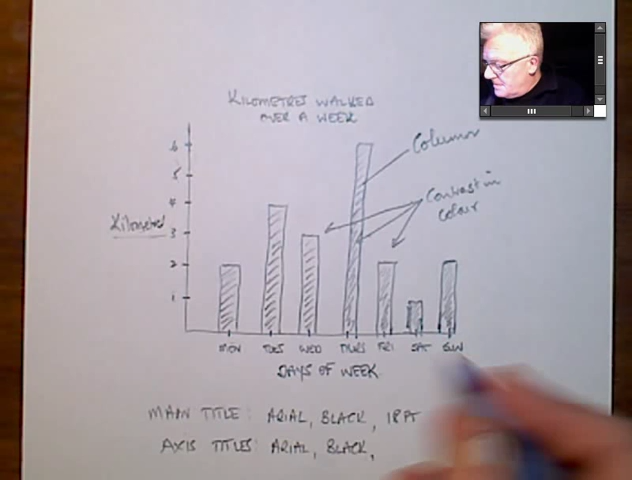 KILOMETRES WALKED
OVER A WEEK
6
5
4
3
2
1
Kilometres
Columns
Contrast in
colour
MON TUES WED THURS FRI SAT SUN
DAYS OF WEEK
MAIN TITLE: ARIAL, BLACK, 18PT
AXIS TITLES: ARIAL, BLACK,